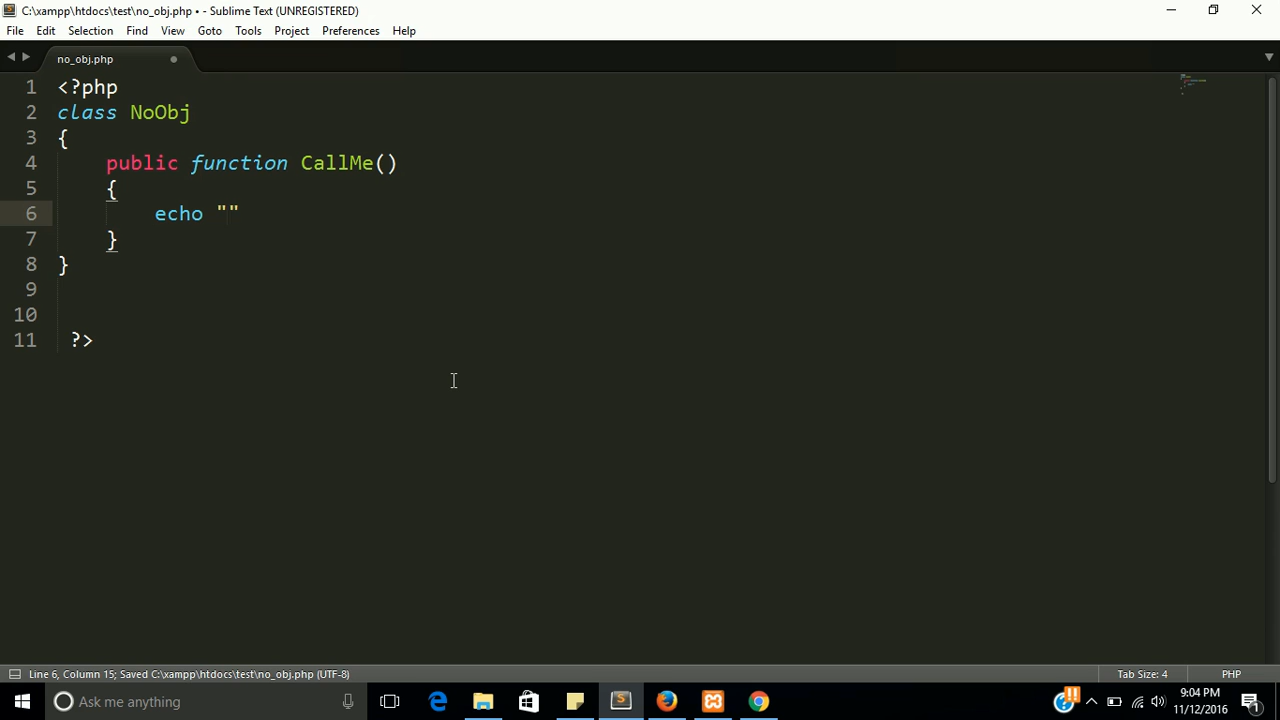 C:\xampp\htdocs\test\no_obj.php • - Sublime Text (UNREGISTERED)
File Edit Selection Find View Goto Tools Project Preferences Help
no_obj.php
1 <?php
2 class NoObj
3 {
4     public function CallMe()
5     {
6         echo ""
7     }
8 }
9
10
11  ?>
Line 6, Column 15; Saved C:\xampp\htdocs\test\no_obj.php (UTF-8) Tab Size: 4 PHP
Ask me anything
9:04 PM
11/12/2016